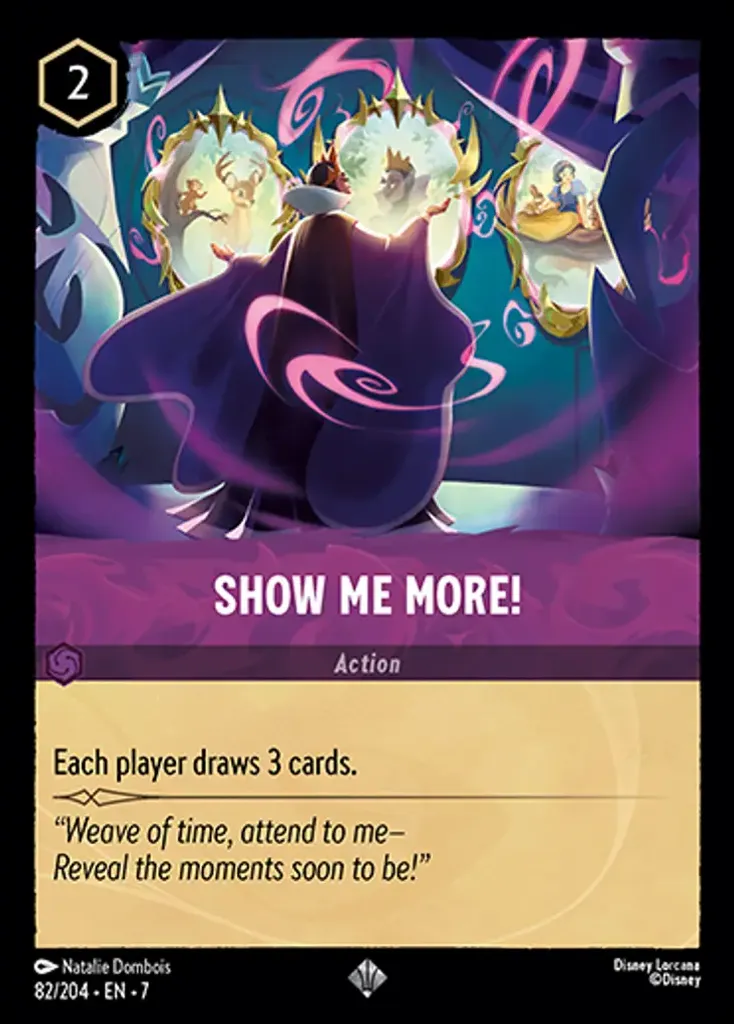 2
SHOW ME MORE!
Action
Each player draws 3 cards.
“Weave of time, attend to me–
Reveal the moments soon to be!”
Natalie Dombois
Disney Lorcana
82/204 • EN • 7
©Disney